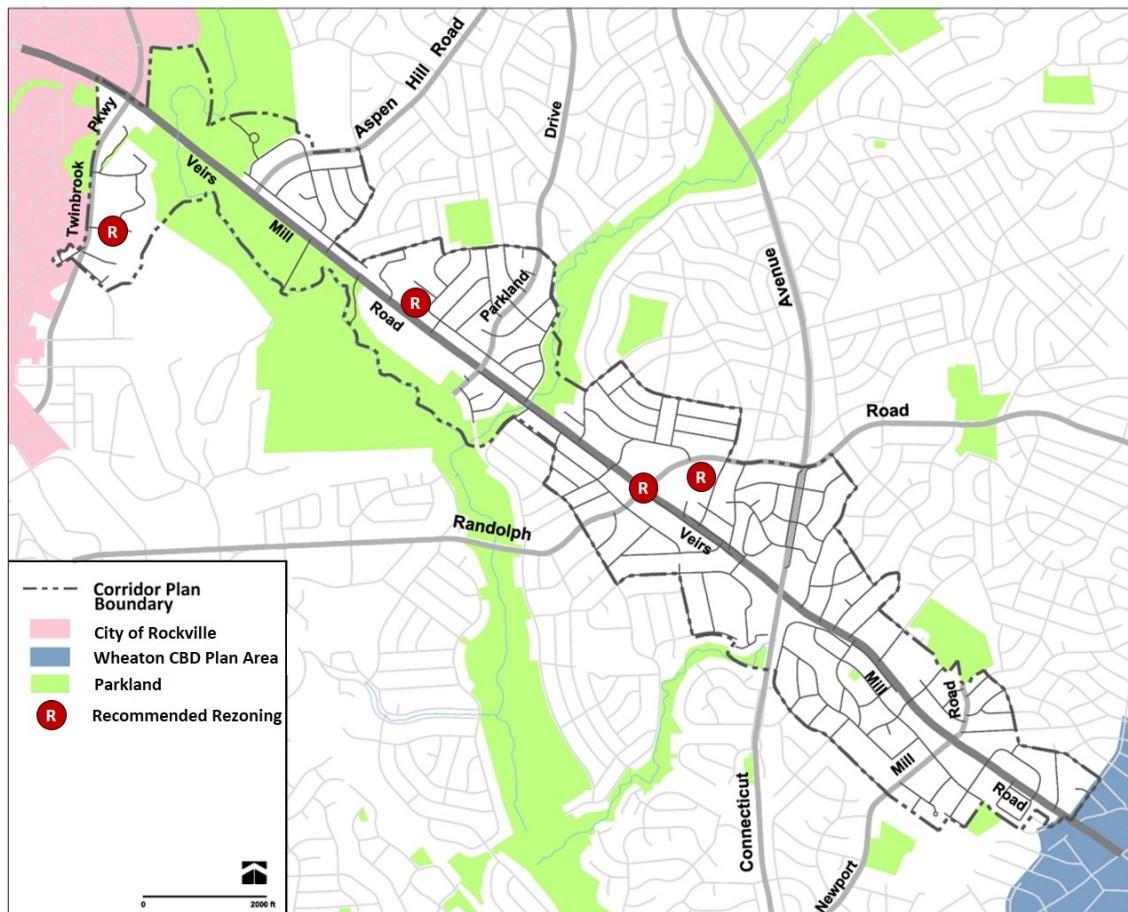 Aspen Hill Road
Twinbrook Pkwy
Veirs
Mill
Road
Drive
Parkland
Avenue
Road
R
R
R
R
Randolph
Veirs
Mill
Road
Mill
Road
Connecticut
Newport
Corridor Plan
Boundary
City of Rockville
Wheaton CBD Plan Area
Parkland
R
Recommended Rezoning
0
2000 ft